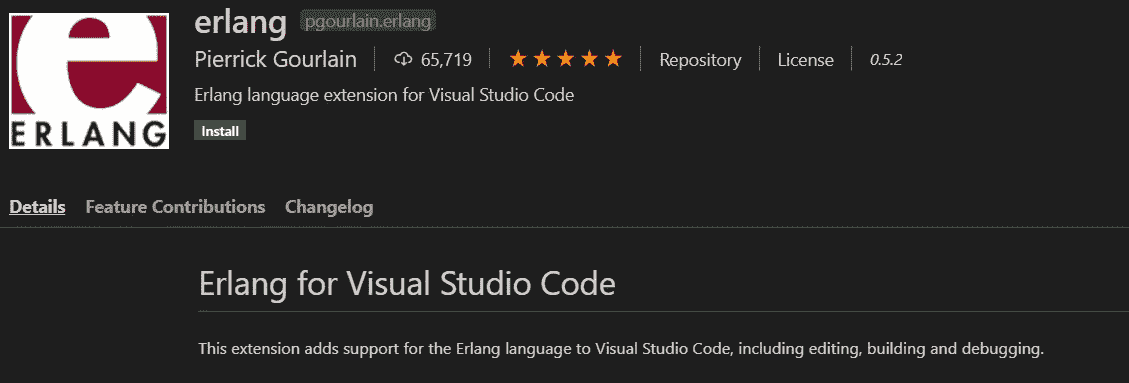 e
ERLANG
erlang pgourlain.erlang
Pierrick Gourlain 65,719 Repository License 0.5.2
Erlang language extension for Visual Studio Code
Install
Details Feature Contributions Changelog
Erlang for Visual Studio Code
This extension adds support for the Erlang language to Visual Studio Code, including editing, building and debugging.